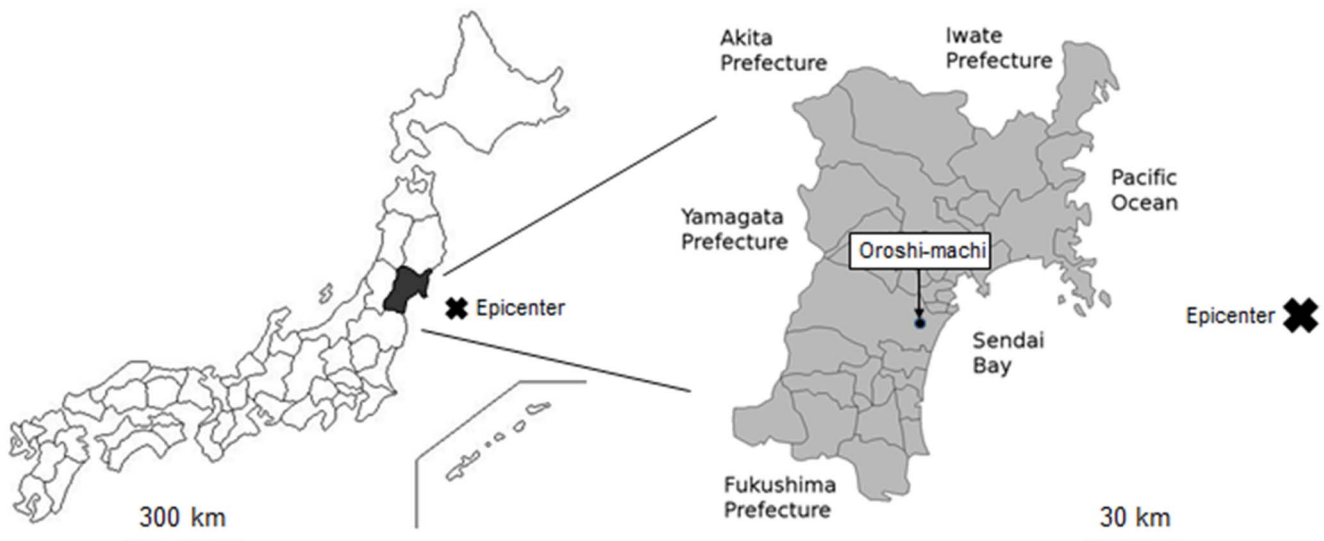 Akita
Prefecture
Iwate
Prefecture
Pacific
Ocean
Yamagata
Prefecture
Oroshi-machi
Epicenter
Epicenter
Sendai
Bay
Fukushima
Prefecture
300 km
30 km